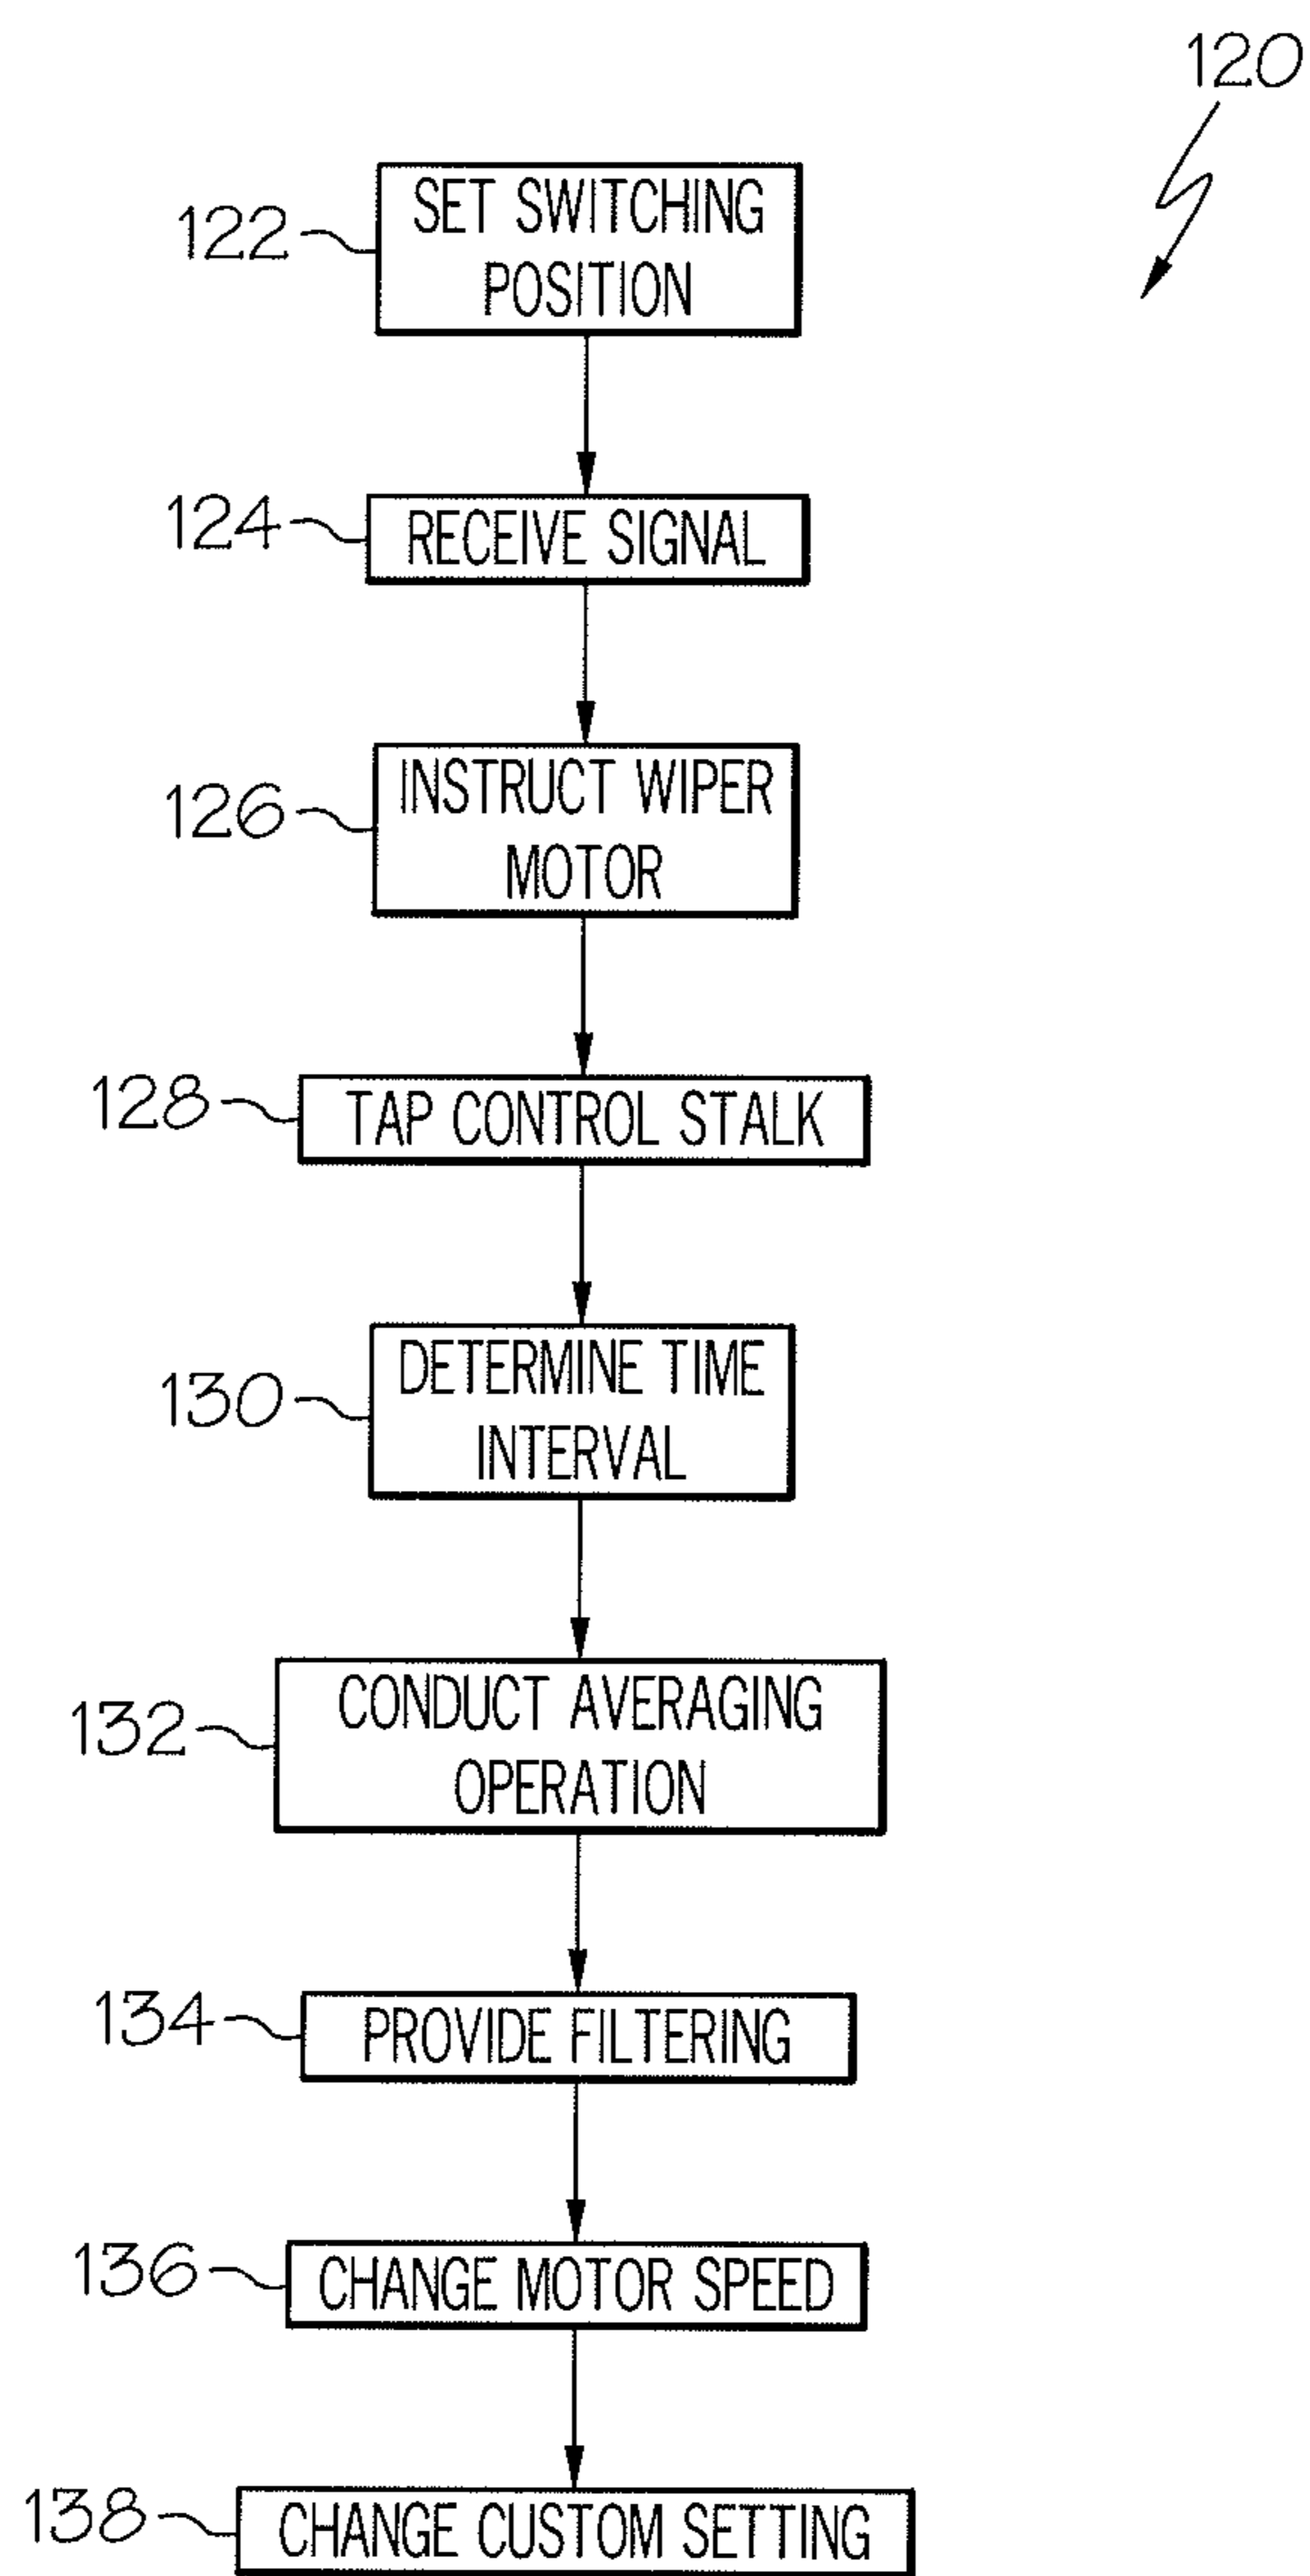 120
122
SET SWITCHING
POSITION
124
RECEIVE SIGNAL
126
INSTRUCT WIPER
MOTOR
128
TAP CONTROL STALK
130
DETERMINE TIME
INTERVAL
132
CONDUCT AVERAGING
OPERATION
134
PROVIDE FILTERING
136
CHANGE MOTOR SPEED
138
CHANGE CUSTOM SETTING